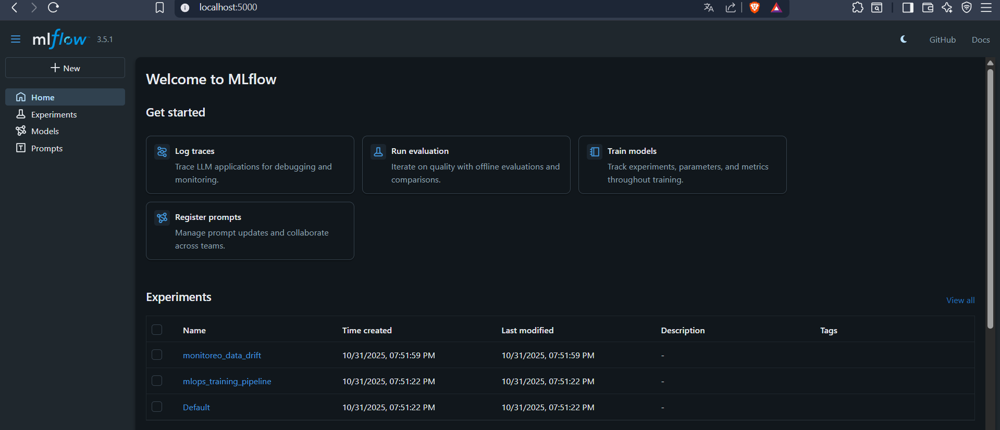 localhost:5000
mlflow 3.5.1
GitHub Docs
+ New
Home
Experiments
Models
Prompts
Welcome to MLflow
Get started
Log traces
Trace LLM applications for debugging and
monitoring.
Run evaluation
Iterate on quality with offline evaluations and
comparisons.
Train models
Track experiments, parameters, and metrics
throughout training.
Register prompts
Manage prompt updates and collaborate
across teams.
Experiments
View all
Name Time created Last modified Description Tags
monitoreo_data_drift 10/31/2025, 07:51:59 PM 10/31/2025, 07:51:59 PM -
mlops_training_pipeline 10/31/2025, 07:51:22 PM 10/31/2025, 07:51:22 PM -
Default 10/31/2025, 07:51:22 PM 10/31/2025, 07:51:22 PM -